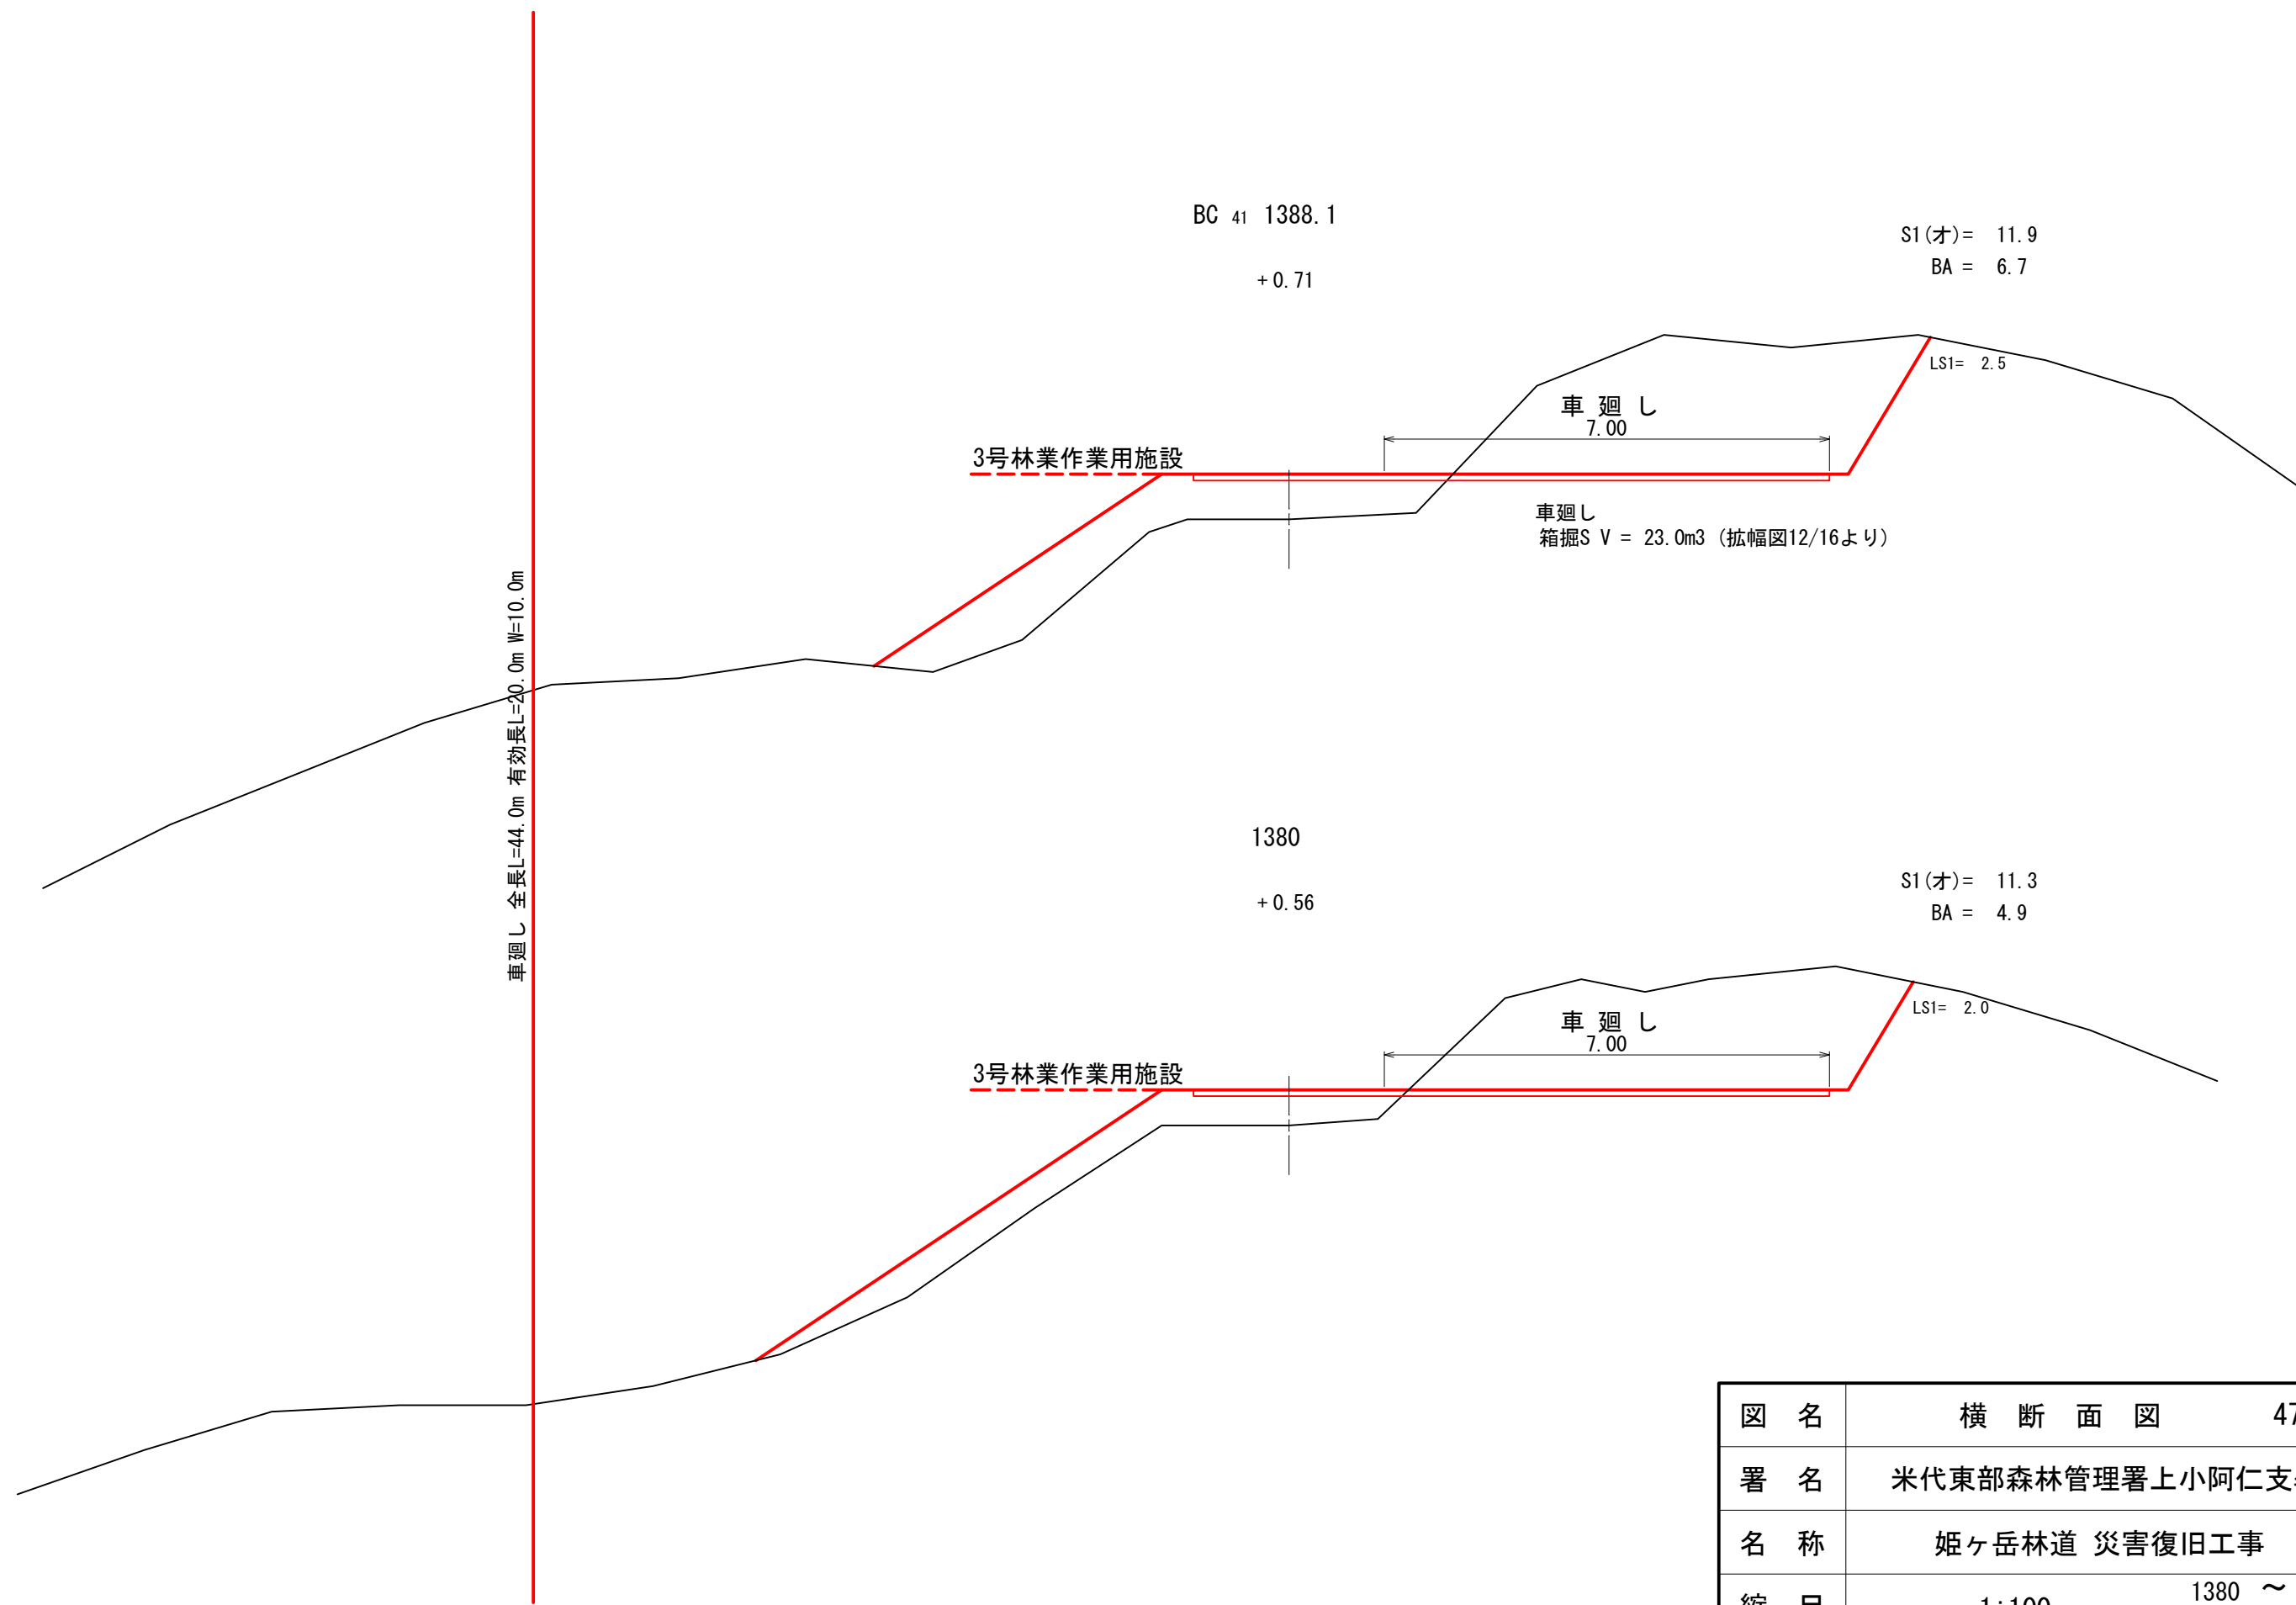 BC 41 1388.1
+0.71
S1(オ)= 11.9
BA = 6.7
LS1= 2.5
車 廻 し
7.00
3号林業作業用施設
車廻し
箱掘S V = 23.0m3 (拡幅図12/16より)
車廻し 全長L=44.0m 有効長L=20.0m W=10.0m
1380
+0.56
S1(オ)= 11.3
BA = 4.9
LS1= 2.0
車 廻 し
7.00
3号林業作業用施設
図 名 横 断 面 図 47
署 名 米代東部森林管理署上小阿仁支
名 称 姫ヶ岳林道 災害復旧工事
縮 尺 1:100 1380 ~